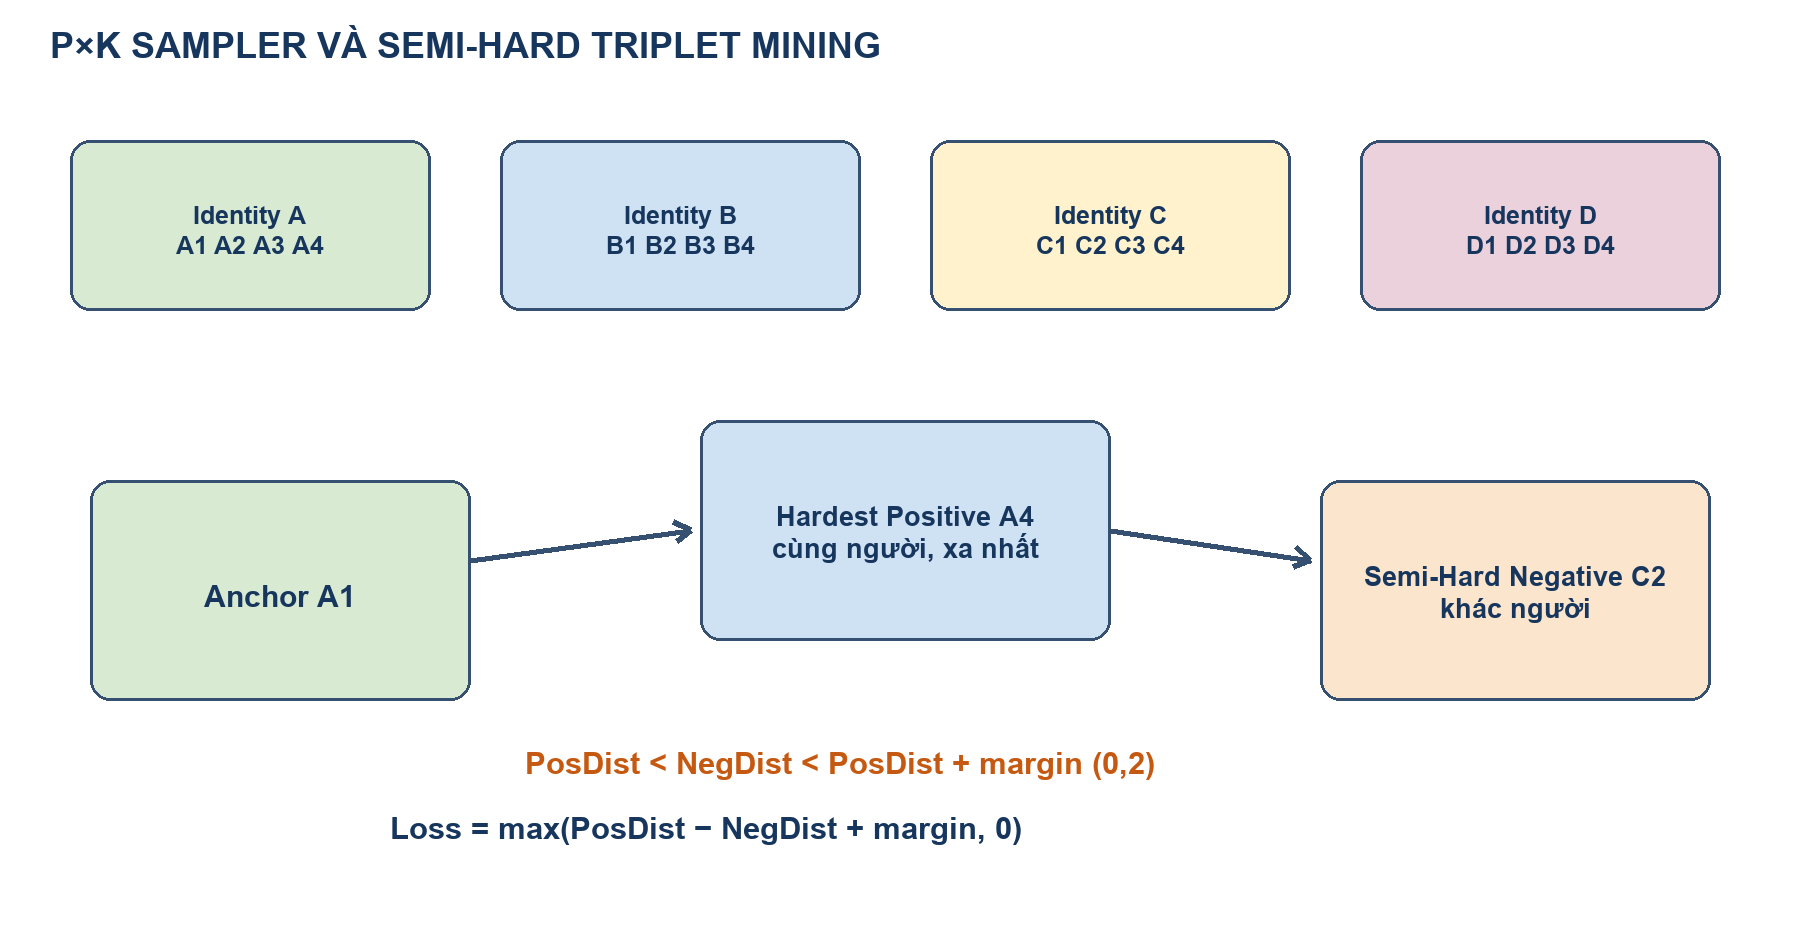 P×K SAMPLER VÀ SEMI-HARD TRIPLET MINING
Identity A
A1 A2 A3 A4
Identity B
B1 B2 B3 B4
Identity C
C1 C2 C3 C4
Identity D
D1 D2 D3 D4
Anchor A1
Hardest Positive A4
cùng người, xa nhất
Semi-Hard Negative C2
khác người
PosDist < NegDist < PosDist + margin (0,2)
Loss = max(PosDist − NegDist + margin, 0)